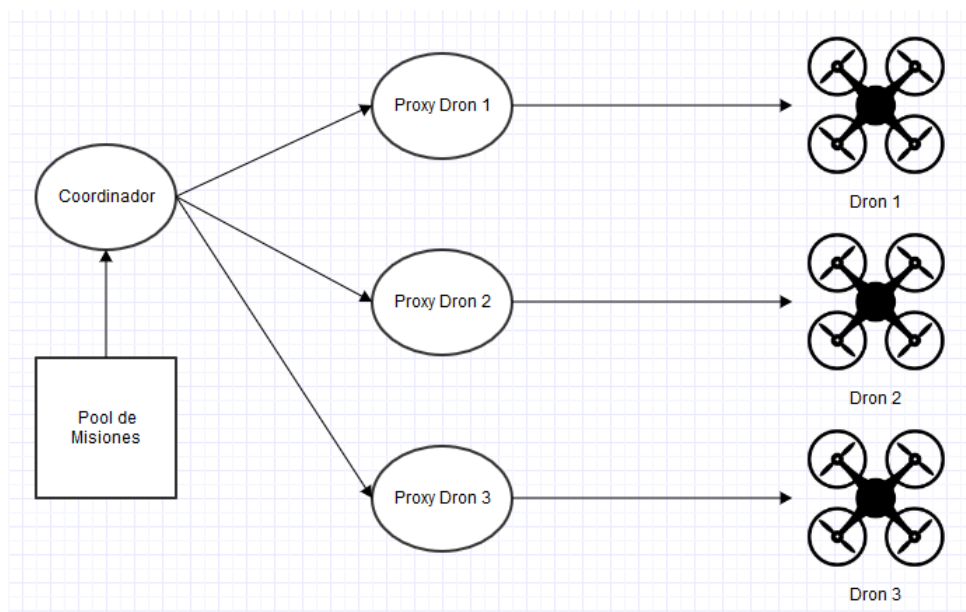 Proxy Dron 1
Coordinador
Dron 1
Proxy Dron 2
Dron 2
Pool de
Misiones
Proxy Dron 3
Dron 3